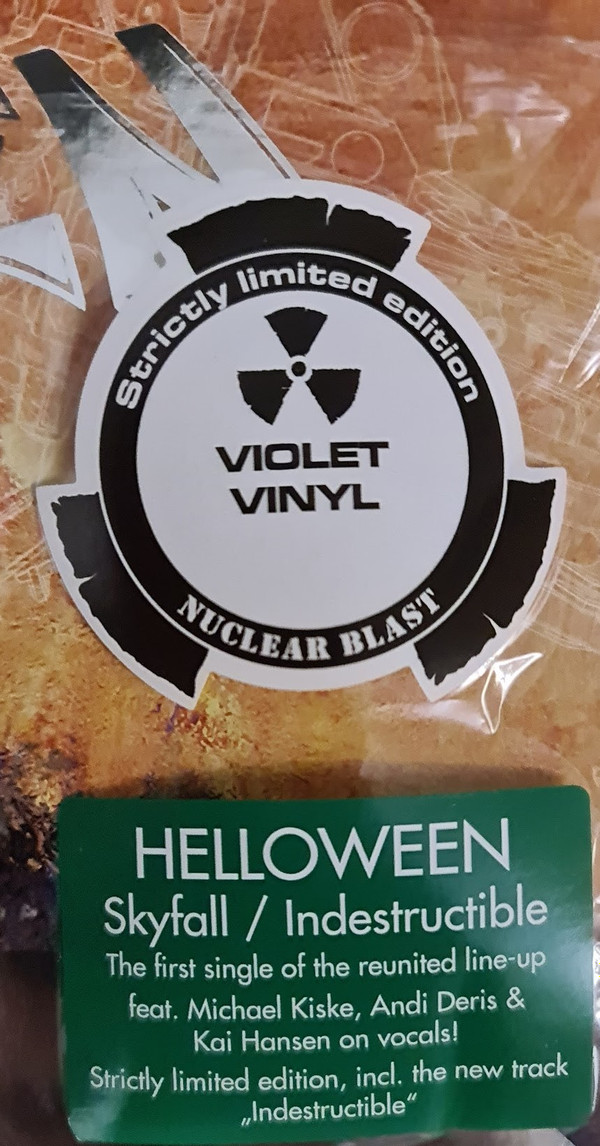 Strictly limited edition
VIOLET
VINYL
NUCLEAR BLAST
HELLOWEEN
Skyfall / Indestructible
The first single of the reunited line-up
feat. Michael Kiske, Andi Deris &
Kai Hansen on vocals!
Strictly limited edition, incl. the new track
„Indestructible“